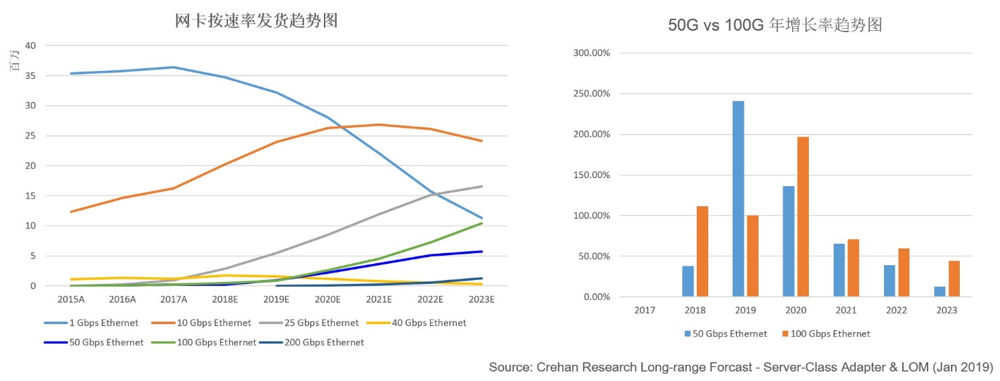 网卡按速率发货趋势图
百万
40
35
30
25
20
15
10
5
0
2015A 2016A 2017A 2018E 2019E 2020E 2021E 2022E 2023E
1 Gbps Ethernet 10 Gbps Ethernet 25 Gbps Ethernet 40 Gbps Ethernet
50 Gbps Ethernet 100 Gbps Ethernet 200 Gbps Ethernet
50G vs 100G 年增长率趋势图
300.00%
250.00%
200.00%
150.00%
100.00%
50.00%
0.00%
2017 2018 2019 2020 2021 2022 2023
50 Gbps Ethernet 100 Gbps Ethernet
Source: Crehan Research Long-range Forcast - Server-Class Adapter & LOM (Jan 2019)